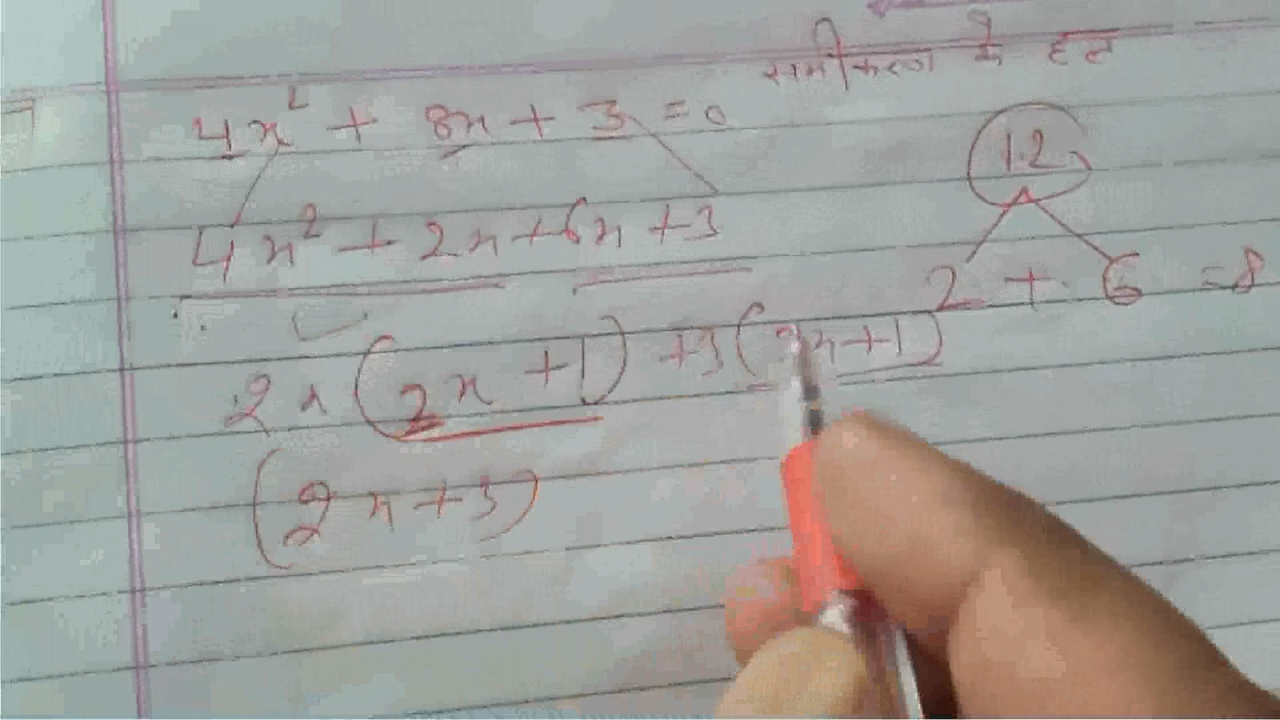 समीकरण के हल
4x² + 8x + 3 = 0
12
4x² + 2x + 6x + 3
2 + 6 = 8
2x (2x + 1) + 3 (2x + 1)
(2x + 3)